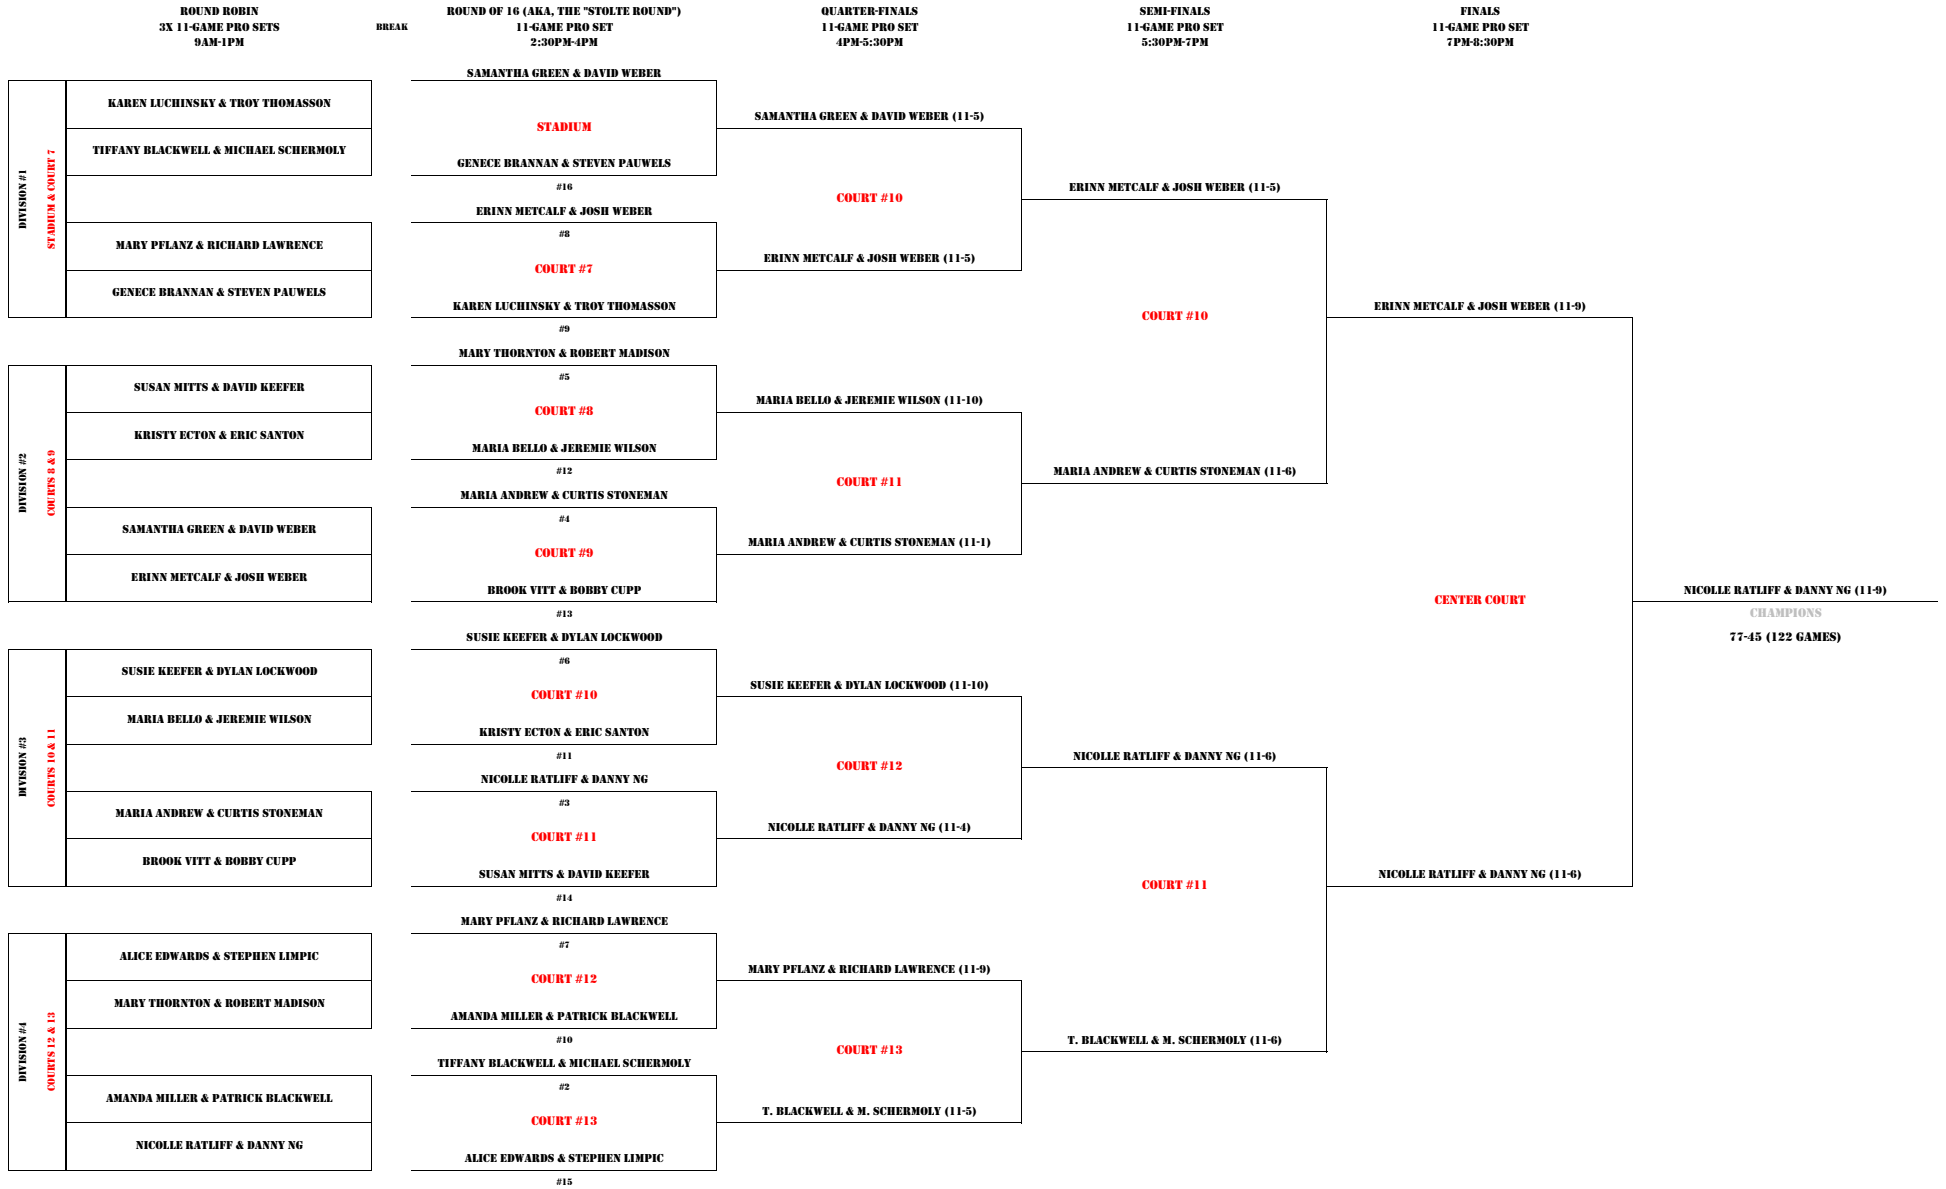 ROUND ROBIN
3X 11-GAME PRO SETS
9AM-1PM
BREAK
ROUND OF 16 (AKA, THE "STOLTE ROUND")
11-GAME PRO SET
2:30PM-4PM
QUARTER-FINALS
11-GAME PRO SET
4PM-5:30PM
SEMI-FINALS
11-GAME PRO SET
5:30PM-7PM
FINALS
11-GAME PRO SET
7PM-8:30PM
DIVISION #1
STADIUM & COURT 7
KAREN LUCHINSKY & TROY THOMASSON
TIFFANY BLACKWELL & MICHAEL SCHERMOLY
MARY PFLANZ & RICHARD LAWRENCE
GENECE BRANNAN & STEVEN PAUWELS
DIVISION #2
COURTS 8 & 9
SUSAN MITTS & DAVID KEEFER
KRISTY ECTON & ERIC SANTON
SAMANTHA GREEN & DAVID WEBER
ERINN METCALF & JOSH WEBER
DIVISION #3
COURTS 10 & 11
SUSIE KEEFER & DYLAN LOCKWOOD
MARIA BELLO & JEREMIE WILSON
MARIA ANDREW & CURTIS STONEMAN
BROOK VITT & BOBBY CUPP
DIVISION #4
COURTS 12 & 13
ALICE EDWARDS & STEPHEN LIMPIC
MARY THORNTON & ROBERT MADISON
AMANDA MILLER & PATRICK BLACKWELL
NICOLLE RATLIFF & DANNY NG
SAMANTHA GREEN & DAVID WEBER
STADIUM
GENECE BRANNAN & STEVEN PAUWELS
#16
ERINN METCALF & JOSH WEBER
#8
COURT #7
KAREN LUCHINSKY & TROY THOMASSON
#9
MARY THORNTON & ROBERT MADISON
#5
COURT #8
MARIA BELLO & JEREMIE WILSON
#12
MARIA ANDREW & CURTIS STONEMAN
#4
COURT #9
BROOK VITT & BOBBY CUPP
#13
SUSIE KEEFER & DYLAN LOCKWOOD
#6
COURT #10
KRISTY ECTON & ERIC SANTON
#11
NICOLLE RATLIFF & DANNY NG
#3
COURT #11
SUSAN MITTS & DAVID KEEFER
#14
MARY PFLANZ & RICHARD LAWRENCE
#7
COURT #12
AMANDA MILLER & PATRICK BLACKWELL
#10
TIFFANY BLACKWELL & MICHAEL SCHERMOLY
#2
COURT #13
ALICE EDWARDS & STEPHEN LIMPIC
#15
SAMANTHA GREEN & DAVID WEBER (11-5)
COURT #10
ERINN METCALF & JOSH WEBER (11-5)
MARIA BELLO & JEREMIE WILSON (11-10)
COURT #11
MARIA ANDREW & CURTIS STONEMAN (11-1)
SUSIE KEEFER & DYLAN LOCKWOOD (11-10)
COURT #12
NICOLLE RATLIFF & DANNY NG (11-4)
MARY PFLANZ & RICHARD LAWRENCE (11-9)
COURT #13
T. BLACKWELL & M. SCHERMOLY (11-5)
ERINN METCALF & JOSH WEBER (11-5)
COURT #10
MARIA ANDREW & CURTIS STONEMAN (11-6)
NICOLLE RATLIFF & DANNY NG (11-6)
COURT #11
T. BLACKWELL & M. SCHERMOLY (11-6)
ERINN METCALF & JOSH WEBER (11-9)
CENTER COURT
NICOLLE RATLIFF & DANNY NG (11-6)
NICOLLE RATLIFF & DANNY NG (11-9)
CHAMPIONS
77-45 (122 GAMES)